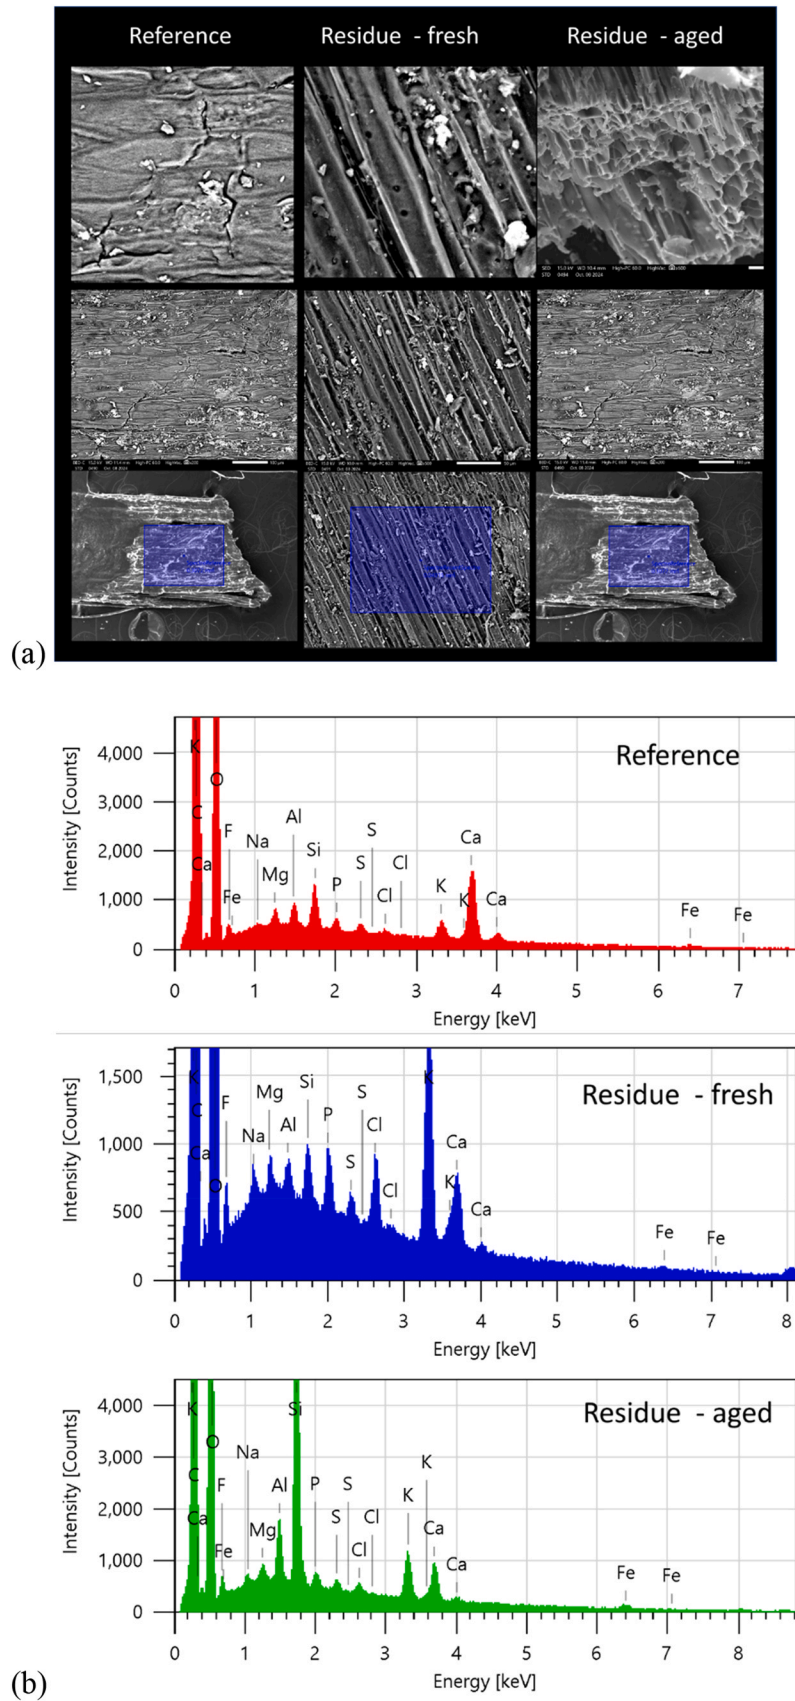 Reference Residue - fresh Residue - aged
(a)
Reference
Intensity [Counts]
4,000
3,000
2,000
1,000
0
K
O
C
Ca
F
Fe
Na
Mg
Al
Si
P
S
S
Cl
Cl
K
K
Ca
Ca
Fe
Fe
0 1 2 3 4 5 6 7
Energy [keV]
Residue - fresh
Intensity [Counts]
1,500
1,000
500
0
K
C
Ca
O
F
Na
Mg
Al
Si
P
S
S
Cl
Cl
K
K
Ca
Ca
Fe
Fe
0 1 2 3 4 5 6 7 8
Energy [keV]
Residue - aged
Intensity [Counts]
4,000
3,000
2,000
1,000
0
K
O
C
Ca
F
Fe
Na
Mg
Al
Si
P
S
S
Cl
Cl
K
K
Ca
Ca
Fe
Fe
0 1 2 3 4 5 6 7 8
Energy [keV]
(b)